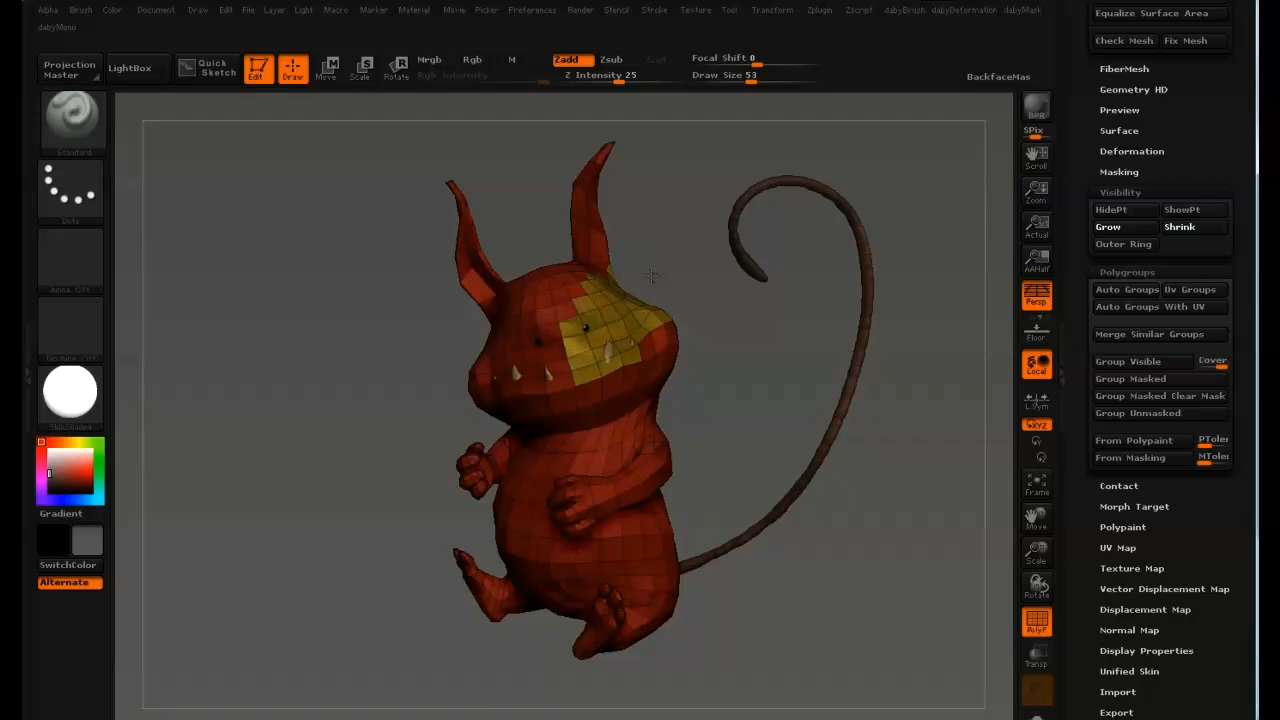 Alpha Brush Color Document Draw Edit File Layer Light Macro Marker Material Movie Picker Preferences Render Stencil Stroke Texture Tool Transform Zplugin Zscript dabyBrush dabyDeformation dabyMask
dabyMenu
Projection Master
LightBox
Quick Sketch
Edit
Draw
Move
Scale
Rotate
Mrgb Rgb M
Rgb Intensity
Zadd Zsub
Z Intensity 25
Focal Shift 0
Draw Size 53
BackfaceMas
Standard
Dots
Gradient
SwitchColor
Alternate
BPR
SPix
Scroll
Zoom
Actual
AAHalf
Persp
Floor
Local
L.Sym
XYZ
Frame
Move
Scale
Rotate
PolyF
Transp
Equalize Surface Area
Check Mesh Fix Mesh
FiberMesh
Geometry HD
Preview
Surface
Deformation
Masking
Visibility
HidePt ShowPt
Grow Shrink
Outer Ring
Polygroups
Auto Groups Uv Groups
Auto Groups With UV
Merge Similar Groups
Group Visible Cover
Group Masked
Group Masked Clear Mask
Group Unmasked
From Polypaint PToler
From Masking MToler
Contact
Morph Target
Polypaint
UV Map
Texture Map
Vector Displacement Map
Displacement Map
Normal Map
Display Properties
Unified Skin
Import
Export